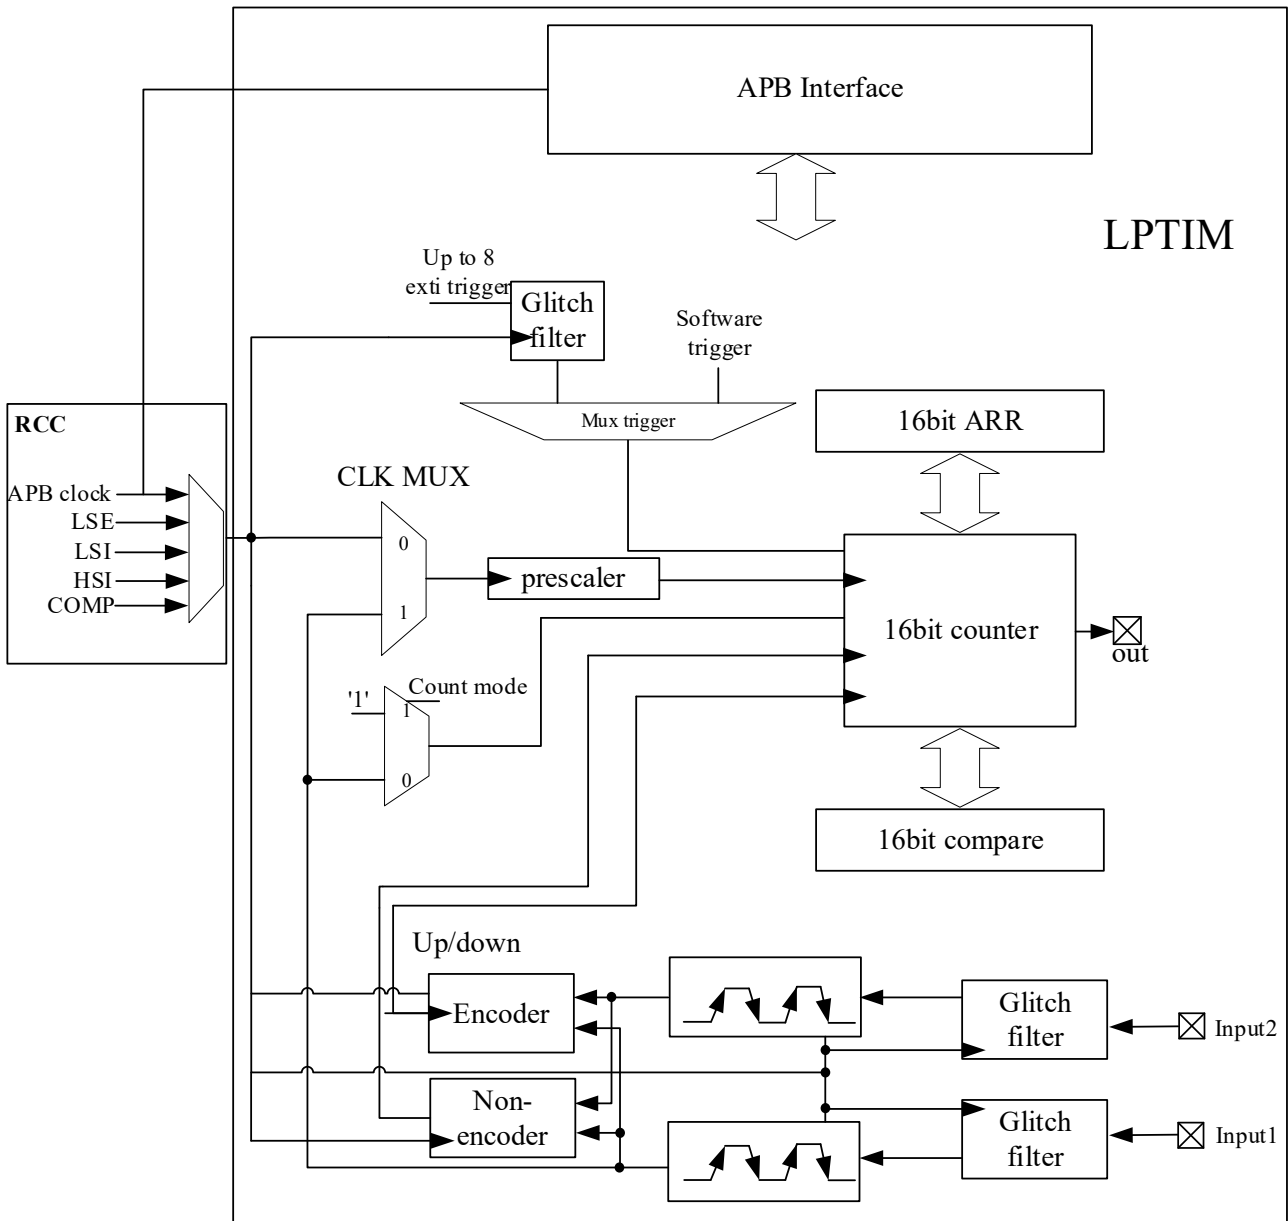 APB Interface
LPTIM
Up to 8
exti trigger
Glitch
filter
Software
trigger
Mux trigger
16bit ARR
RCC
APB clock
LSE
LSI
HSI
COMP
CLK MUX
0
1
prescaler
16bit counter
out
'1'
Count mode
1
0
16bit compare
Up/down
Encoder
Glitch
filter
Input2
Non-
encoder
Glitch
filter
Input1